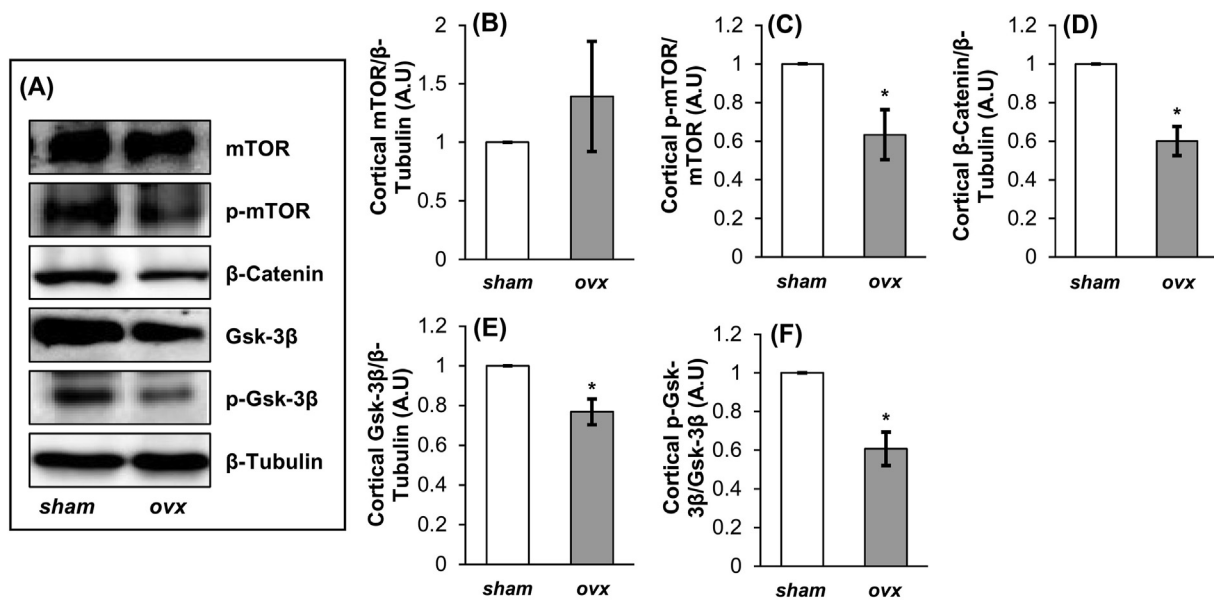 (A)
mTOR
p-mTOR
β-Catenin
Gsk-3β
p-Gsk-3β
β-Tubulin
sham ovx
(B)
Cortical mTOR/β-
Tubulin (A.U)
2
1.5
1
0.5
0
sham ovx
(C)
Cortical p-mTOR/
mTOR (A.U)
1.2
1
0.8
0.6
0.4
0.2
0
*
sham ovx
(D)
Cortical β-Catenin/β-
Tubulin (A.U)
1.2
1
0.8
0.6
0.4
0.2
0
*
sham ovx
(E)
Cortical Gsk-3β/β-
Tubulin (A.U)
1.2
1
0.8
0.6
0.4
0.2
0
*
sham ovx
(F)
Cortical p-Gsk-
3β/Gsk-3β (A.U)
1.2
1
0.8
0.6
0.4
0.2
0
*
sham ovx